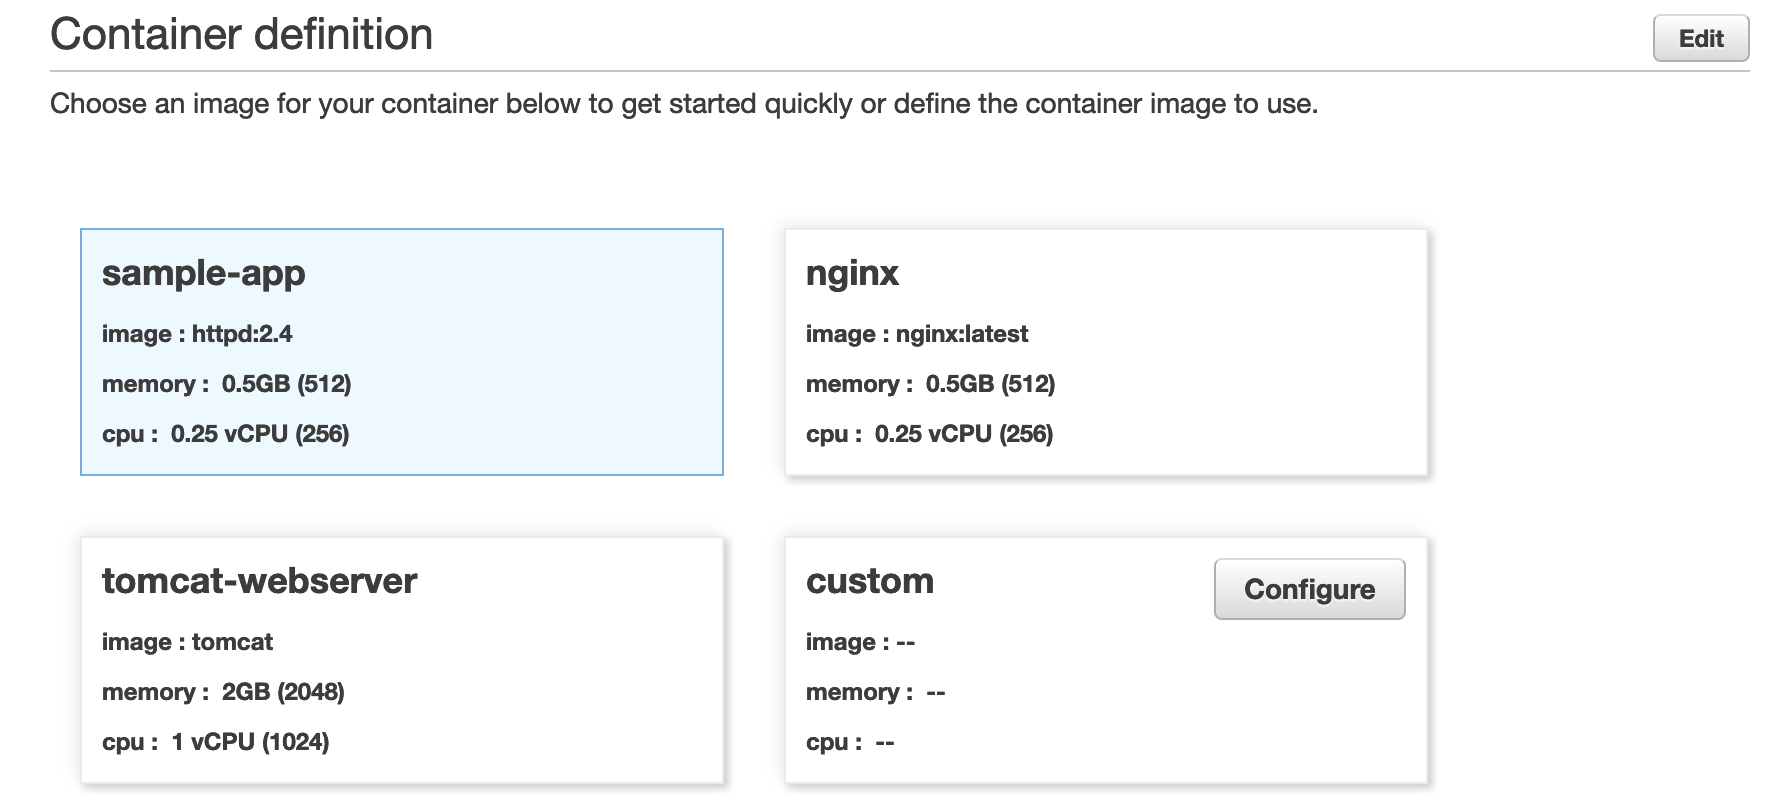 Container definition
Edit
Choose an image for your container below to get started quickly or define the container image to use.
sample-app
image : httpd:2.4
memory : 0.5GB (512)
cpu : 0.25 vCPU (256)
nginx
image : nginx:latest
memory : 0.5GB (512)
cpu : 0.25 vCPU (256)
tomcat-webserver
image : tomcat
memory : 2GB (2048)
cpu : 1 vCPU (1024)
custom
Configure
image : --
memory : --
cpu : --